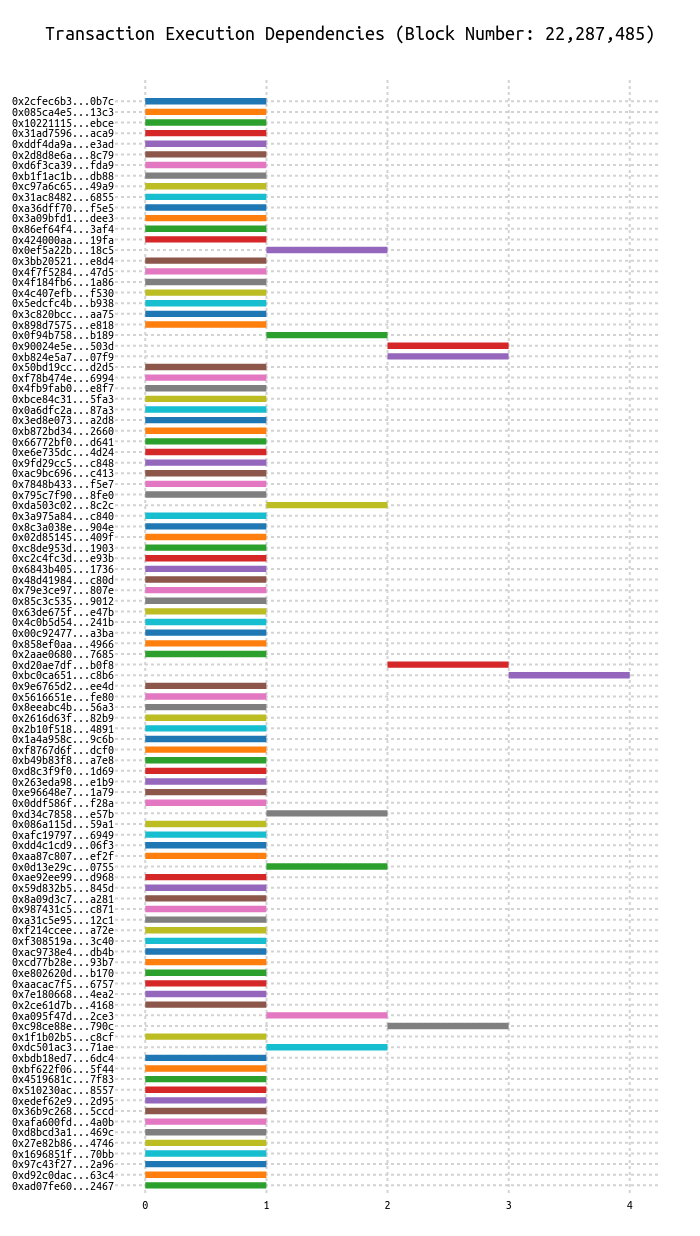 Transaction Execution Dependencies (Block Number: 22,287,485)
0x2cfec6b3...0b7c
0x085ca4e5...13c3
0x10221115...ebce
0x31ad7596...aca9
0xddf4da9a...e3ad
0x2d8d8e6a...8c79
0xd6f3ca39...fda9
0xb1f1ac1b...db88
0xc97a6c65...49a9
0x31ac8482...6855
0xa36dff70...f5e5
0x3a09bfd1...dee3
0x86ef64f4...3af4
0x424000aa...19fa
0x0ef5a22b...18c5
0x3bb20521...e8d4
0x4f7f5284...47d5
0x4f184fb6...1a86
0x4c407efb...f530
0x5edcfc4b...b938
0x3c820bcc...aa75
0x898d7575...e818
0x0f94b758...b189
0x90024e5e...503d
0xb824e5a7...07f9
0x50bd19cc...d2d5
0xf78b474e...6994
0x4fb9fab0...e8f7
0xbce84c31...5fa3
0x0a6dfc2a...87a3
0x3ed8e073...a2d8
0xb872bd34...2660
0x66772bf0...d641
0xe6e735dc...4d24
0x9fd29cc5...c848
0xac9bc696...c413
0x7848b433...f5e7
0x795c7f90...8fe0
0xda503c02...8c2c
0x3a975a84...c840
0x8c3a038e...904e
0x02d85145...409f
0xc8de953d...1903
0xc2c4fc3d...e93b
0x6843b405...1736
0x48d41984...c80d
0x79e3ce97...807e
0x85c3c535...9012
0x63de675f...e47b
0x4c0b5d54...241b
0x00c92477...a3ba
0x858ef0aa...4966
0x2aae0680...7685
0xd20ae7df...b0f8
0xbc0ca651...c8b6
0x9e6765d2...ee4d
0x5616651e...fe80
0x8eeabc4b...56a3
0x2616d63f...82b9
0x2b10f518...4891
0x1a4a958c...9c6b
0xf8767d6f...dcf0
0xb49b83f8...a7e8
0xd8c3f9f0...1d69
0x263eda98...e1b9
0xe96648e7...1a79
0x0ddf586f...f28a
0xd34c7858...e57b
0x086a115d...59a1
0xafc19797...6949
0xdd4c1cd9...06f3
0xaa87c807...ef2f
0x0d13e29c...0755
0xae92ee99...d968
0x59d832b5...845d
0x8a09d3c7...a281
0x987431c5...c871
0xa31c5e95...12c1
0xf214ccee...a72e
0xf308519a...3c40
0xac9738e4...db4b
0xcd77b28e...93b7
0xe802620d...b170
0xaacac7f5...6757
0x7e180668...4ea2
0x2ce61d7b...4168
0xa095f47d...2ce3
0xc98ce88e...790c
0x1f1b02b5...c8cf
0xdc501ac3...71ae
0xbdb18ed7...6dc4
0xbf622f06...5f44
0x4519681c...7f83
0x510230ac...8557
0xedef62e9...2d95
0x36b9c268...5ccd
0xafa600fd...4a0b
0xd8bcd3a1...469c
0x27e82b86...4746
0x1696851f...70bb
0x97c43f27...2a96
0xd92c0dac...63c4
0xad07fe60...2467
0 1 2 3 4